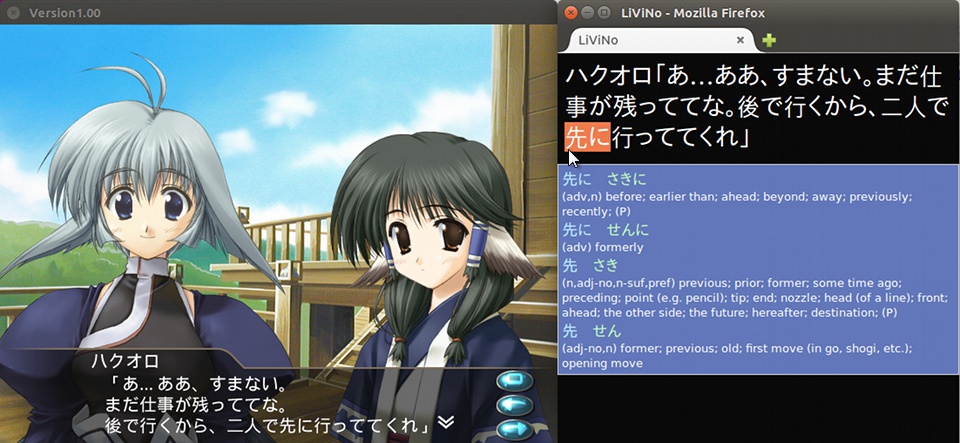 Version1.00
ハクオロ
「あ…ああ、すまない。
まだ仕事が残っててな。
後で行くから、二人で先に行っててくれ」
LiViNo - Mozilla Firefox
LiViNo
ハクオロ「あ…ああ、すまない。まだ仕
事が残っててな。後で行くから、二人で
先に行っててくれ」
先に さきに
(adv,n) before; earlier than; ahead; beyond; away; previously;
recently; (P)
先に せんに
(adv) formerly
先 さき
(n,adj-no,n-suf,pref) previous; prior; former; some time ago;
preceding; point (e.g. pencil); tip; end; nozzle; head (of a line); front;
ahead; the other side; the future; hereafter; destination; (P)
先 せん
(adj-no,n) former; previous; old; first move (in go, shogi, etc.);
opening move